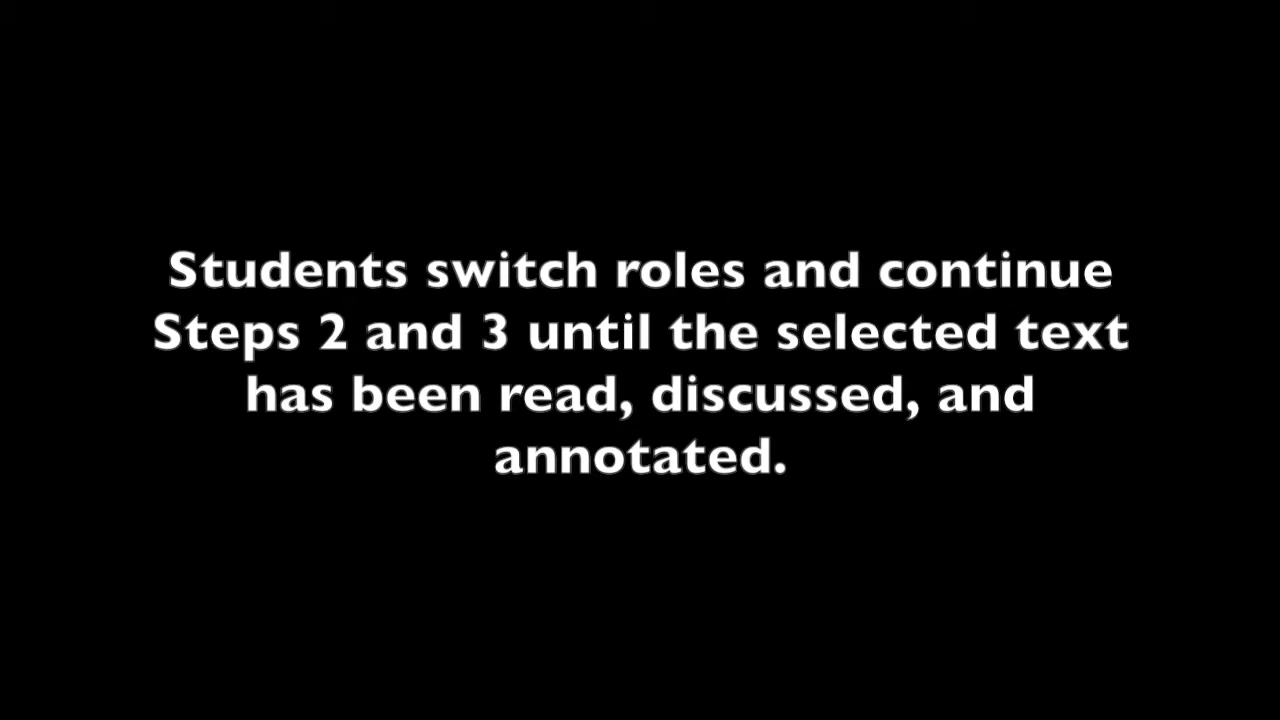 Students switch roles and continue
Steps 2 and 3 until the selected text
has been read, discussed, and
annotated.